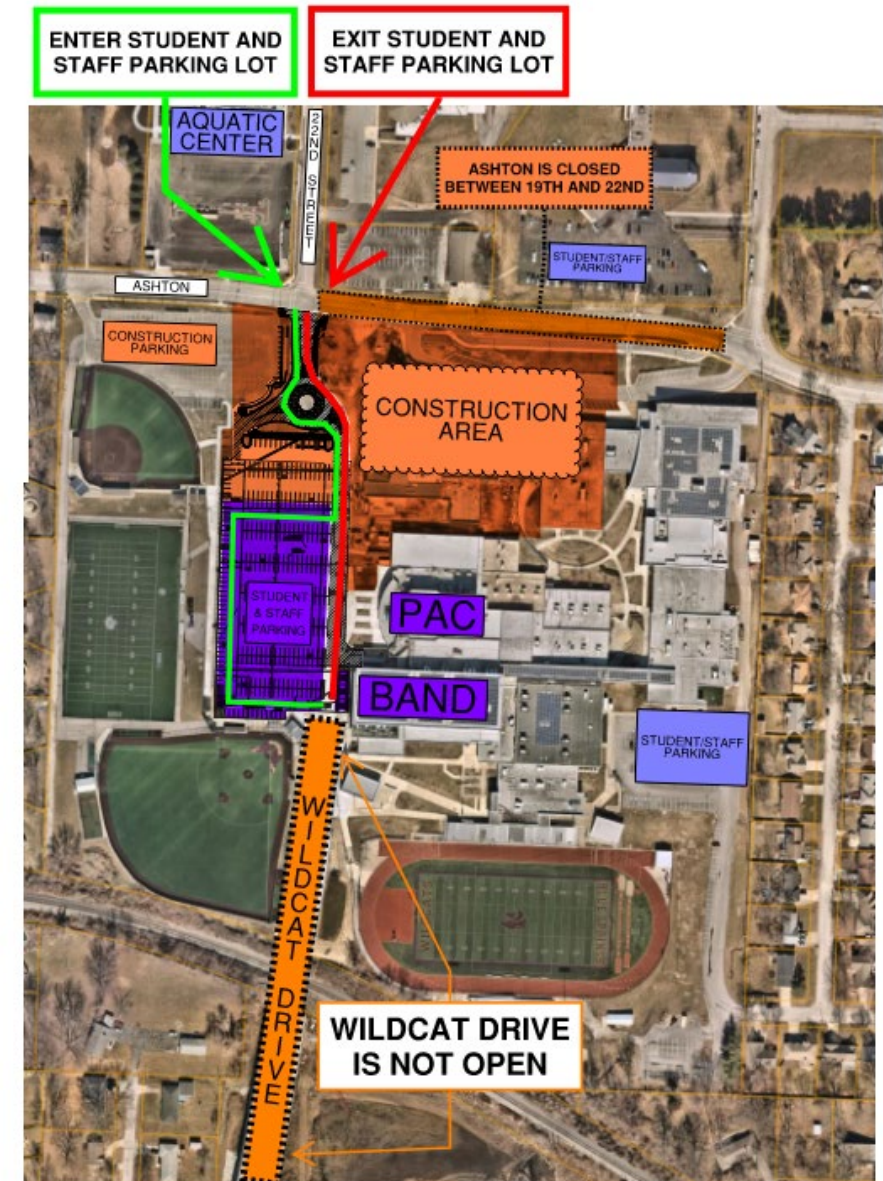 ENTER STUDENT AND
STAFF PARKING LOT
EXIT STUDENT AND
STAFF PARKING LOT
AQUATIC
CENTER
22ND STREET
ASHTON IS CLOSED
BETWEEN 19TH AND 22ND
STUDENT/STAFF
PARKING
ASHTON
CONSTRUCTION
PARKING
CONSTRUCTION
AREA
STUDENT
& STAFF
PARKING
PAC
BAND
STUDENT/STAFF
PARKING
WILDCAT DRIVE
WILDCAT DRIVE
IS NOT OPEN